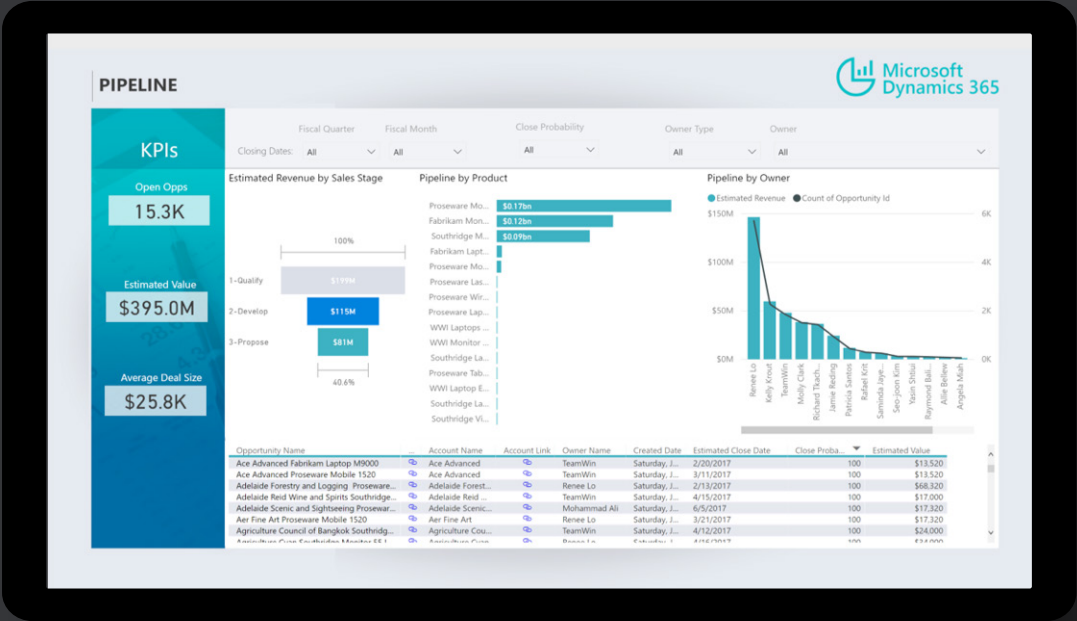 PIPELINE
Microsoft
Dynamics 365
KPIs
Open Opps
15.3K
Estimated Value
$395.0M
Average Deal Size
$25.8K
Fiscal Quarter
Fiscal Month
Close Probability
Owner Type
Owner
Closing Dates:
All
All
All
All
All
Estimated Revenue by Sales Stage
100%
1-Qualify
$199M
2-Develop
$115M
3-Propose
$81M
40.6%
Pipeline by Product
Proseware Mo... $0.17bn
Fabrikam Mon... $0.12bn
Southridge M... $0.09bn
Fabrikam Lapt...
Proseware Mo...
Proseware Las...
Proseware Wir...
Proseware Lap...
WWI Laptops ...
WWI Monitor ...
Southridge La...
Proseware Tab...
WWI Laptop E...
Southridge La...
Southridge Vi...
Pipeline by Owner
Estimated Revenue Count of Opportunity Id
$150M
$100M
$50M
$0M
6K
4K
2K
0K
Renee Lo
Kelly Krout
TeamWin
Molly Clark
Richard Tkach...
Jamie Reding
Patricia Santos
Rafael Krit
Saminda Jaye...
Seo-joon Kim
Yasin Shtiui
Raymond Bali...
Allie Bellew
Angela Miah
Opportunity Name ... Account Name Account Link Owner Name Created Date Estimated Close Date Close Proba... Estimated Value
Ace Advanced Fabrikam Laptop M9000 Ace Advanced TeamWin Saturday, J... 2/20/2017 100 $13,520
Ace Advanced Proseware Mobile 1520 Ace Advanced TeamWin Saturday, J... 3/11/2017 100 $13,520
Adelaide Forestry and Logging Proseware... Adelaide Forest... Renee Lo Saturday, J... 2/13/2017 100 $68,320
Adelaide Reid Wine and Spirits Southridge... Adelaide Reid ... TeamWin Saturday, J... 4/15/2017 100 $17,000
Adelaide Scenic and Sightseeing Prosewar... Adelaide Scenic... Mohammad Ali Saturday, J... 6/5/2017 100 $17,320
Aer Fine Art Proseware Mobile 1520 Aer Fine Art Renee Lo Saturday, J... 3/21/2017 100 $17,320
Agriculture Council of Bangkok Southridg... Agriculture Cou... TeamWin Saturday, J... 4/12/2017 100 $24,000